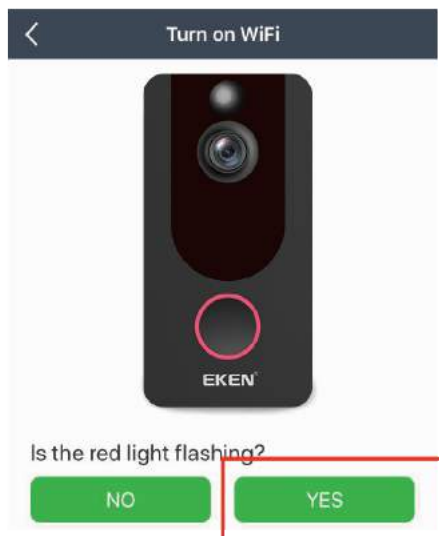 Turn on WiFi
EKEN
Is the red light flashing?
NO
YES